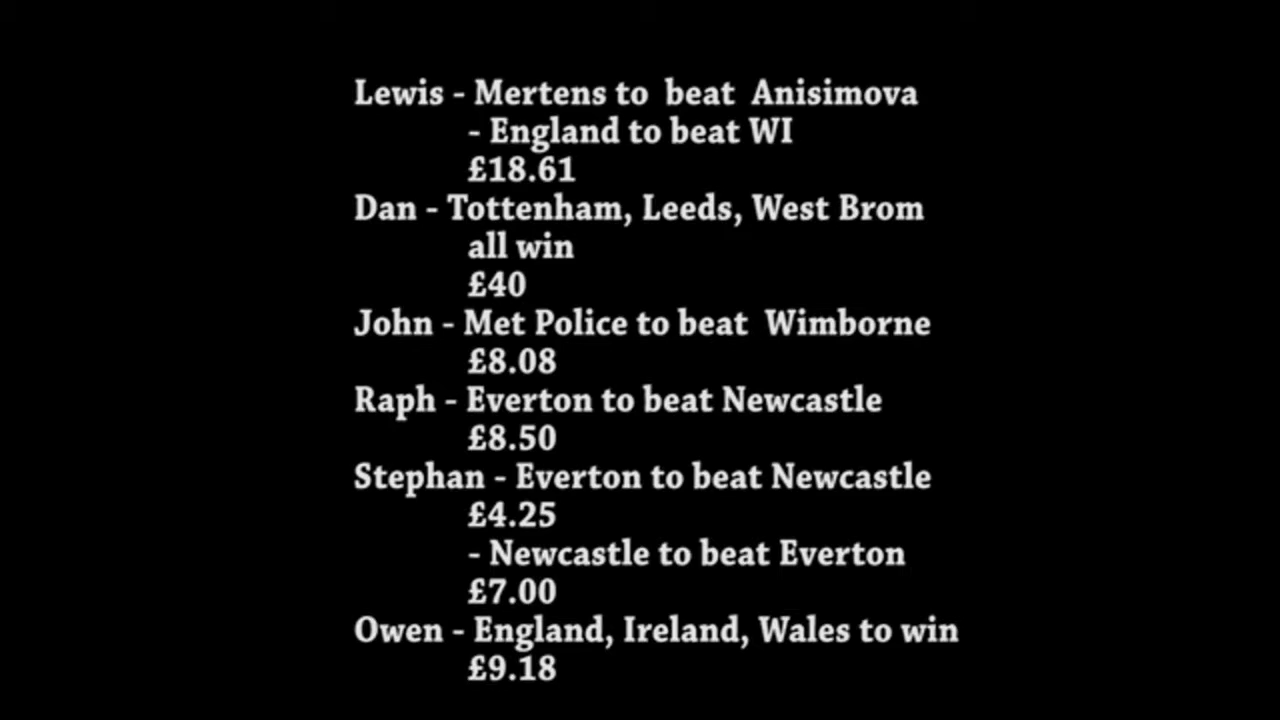 Lewis - Mertens to beat Anisimova
- England to beat WI
£18.61
Dan - Tottenham, Leeds, West Brom
all win
£40
John - Met Police to beat Wimborne
£8.08
Raph - Everton to beat Newcastle
£8.50
Stephan - Everton to beat Newcastle
£4.25
- Newcastle to beat Everton
£7.00
Owen - England, Ireland, Wales to win
£9.18